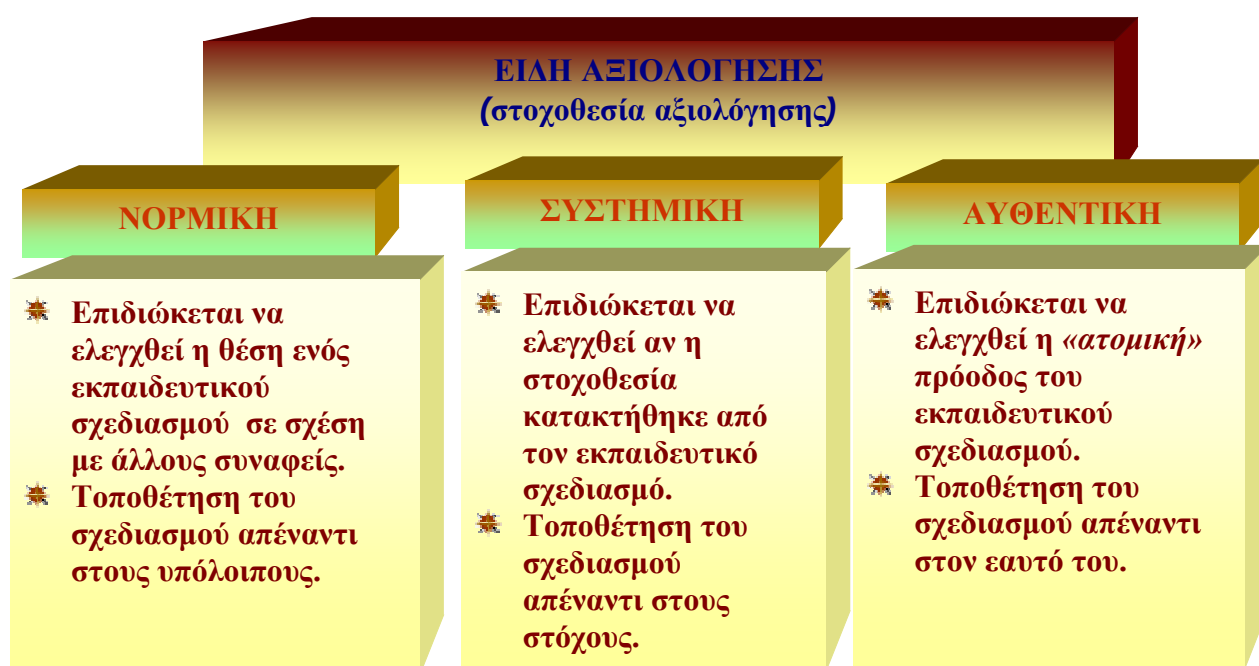 ΕΙΔΗ ΑΞΙΟΛΟΓΗΣΗΣ
(στοχοθεσία αξιολόγησης)
ΝΟΡΜΙΚΗ
Επιδιώκεται να
ελεγχθεί η θέση ενός
εκπαιδευτικού
σχεδιασμού σε σχέση
με άλλους συναφείς.
Τοποθέτηση του
σχεδιασμού απέναντι
στους υπόλοιπους.
ΣΥΣΤΗΜΙΚΗ
Επιδιώκεται να
ελεγχθεί αν η
στοχοθεσία
κατακτήθηκε από
τον εκπαιδευτικό
σχεδιασμό.
Τοποθέτηση του
σχεδιασμού
απέναντι στους
στόχους.
ΑΥΘΕΝΤΙΚΗ
Επιδιώκεται να
ελεγχθεί η «ατομική»
πρόοδος του
εκπαιδευτικού
σχεδιασμού.
Τοποθέτηση του
σχεδιασμού απέναντι
στον εαυτό του.